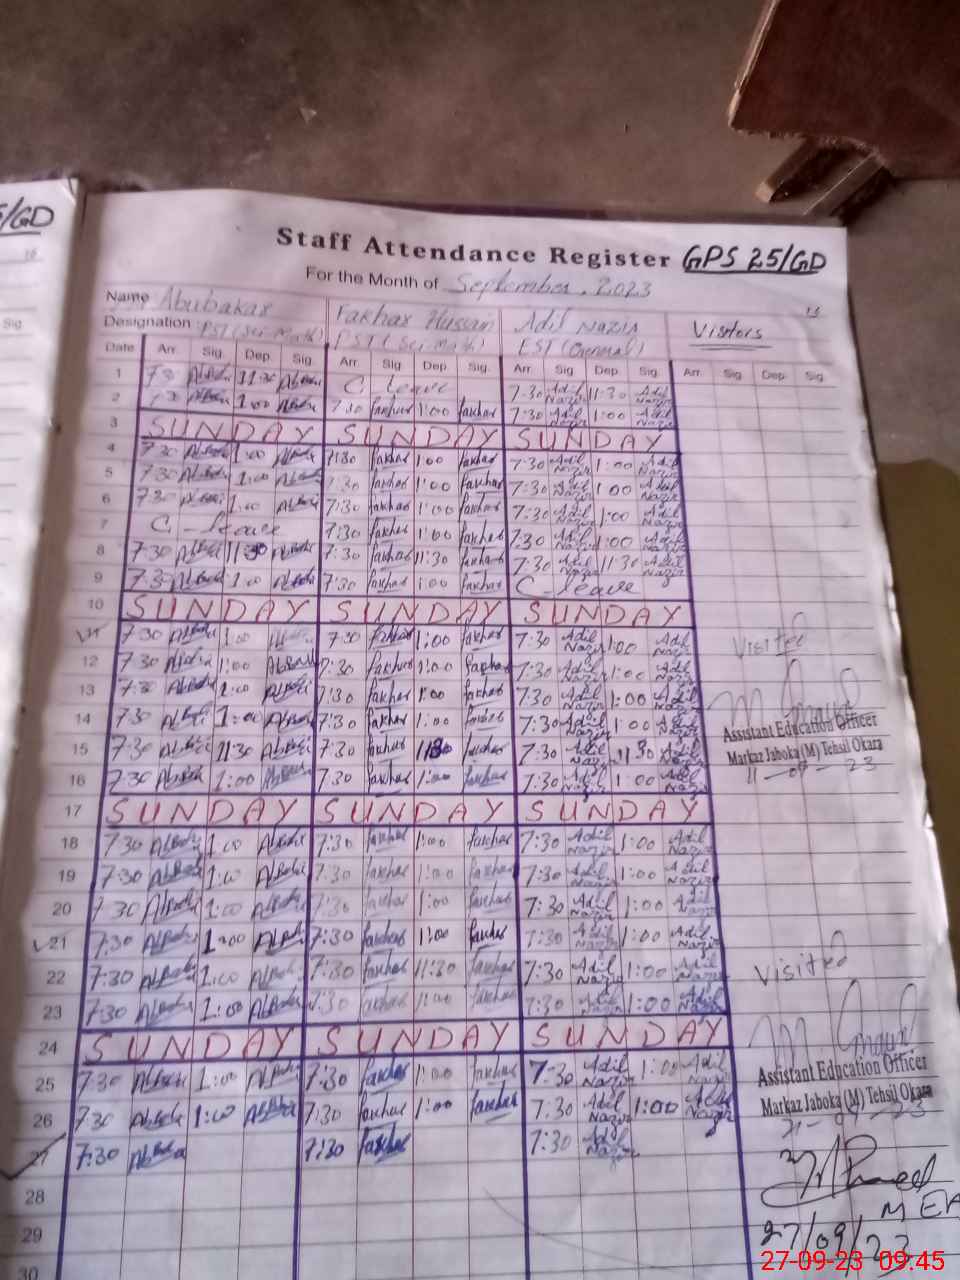 5/GD
Staff Attendance Register GPS 25/GD
For the Month of September, 2023
Name Abubakar Fakhar Hussain Adil Nazir Visitors
Designation PST (Sci-Math) PST (Sci-Math) EST (General)
Sig.
Date Arr. Sig. Dep. Sig. Arr. Sig. Dep. Sig. Arr. Sig. Dep. Sig. Arr. Sig. Dep. Sig.
1 11:30 C. leave 7:30 Adil Nazir 11:30 Adil Nazir
2 1:00 7:30 fakhar 1:00 fakhar 7:30 Adil Nazir 1:00 Adil Nazir
3 SUNDAY SUNDAY SUNDAY
4 7:30 1:00 7:30 fakhar 1:00 fakhar 7:30 Adil Nazir 1:00 Adil Nazir
5 7:30 1:00 7:30 fakhar 1:00 fakhar 7:30 Adil Nazir 1:00 Adil Nazir
6 7:30 1:00 7:30 fakhar 1:00 fakhar 7:30 Adil Nazir 1:00 Adil Nazir
7 C-leave 7:30 fakhar 1:00 fakhar 7:30 Adil Nazir 1:00 Adil Nazir
8 7:30 11:30 7:30 fakhar 11:30 fakhar 7:30 Adil Nazir 11:30 Adil Nazir
9 7:30 1:00 7:30 fakhar 1:00 fakhar C-leave
10 SUNDAY SUNDAY SUNDAY
11 7:30 1:00 7:30 fakhar 1:00 fakhar 7:30 Adil Nazir 1:00 Adil Nazir Visited
12 7:30 1:00 7:30 fakhar 1:00 fakhar 7:30 Adil Nazir 1:00 Adil Nazir
13 7:30 1:00 7:30 fakhar 1:00 fakhar 7:30 Adil Nazir 1:00 Adil Nazir
14 7:30 1:00 7:30 fakhar 1:00 fakhar 7:30 Adil Nazir 1:00 Adil Nazir Assistant Education Officer
15 7:30 11:30 7:30 fakhar 1130 fakhar 7:30 Adil Nazir 11:30 Adil Nazir Markaz Jaboka (M) Tehsil Okara
16 7:30 1:00 7:30 fakhar 1:00 fakhar 7:30 Adil Nazir 1:00 Adil Nazir 11-09-23
17 SUNDAY SUNDAY SUNDAY
18 7:30 1:00 7:30 fakhar 1:00 fakhar 7:30 Adil Nazir 1:00 Adil Nazir
19 7:30 1:00 7:30 fakhar 1:00 fakhar 7:30 Adil Nazir 1:00 Adil Nazir
20 7:30 1:00 7:30 fakhar 1:00 fakhar 7:30 Adil Nazir 1:00 Adil Nazir
21 7:30 1:00 7:30 fakhar 1:00 fakhar 7:30 Adil Nazir 1:00 Adil Nazir
22 7:30 1:00 7:30 fakhar 11:30 fakhar 7:30 Adil Nazir 1:00 Adil Nazir Visited
23 7:30 1:00 7:30 fakhar 1:00 fakhar 7:30 Adil Nazir 1:00 Adil Nazir
24 SUNDAY SUNDAY SUNDAY
25 7:30 1:00 7:30 fakhar 1:00 fakhar 7:30 Adil Nazir 1:00 Adil Nazir Assistant Education Officer
26 7:30 1:00 7:30 fakhar 1:00 fakhar 7:30 Adil Nazir 1:00 Adil Nazir Markaz Jaboka (M) Tehsil Okara
27 7:30 7:30 fakhar 7:30 Adil Nazir 21-09-23
28 MEA
29 27/09/23
30
27-09-23 09:45